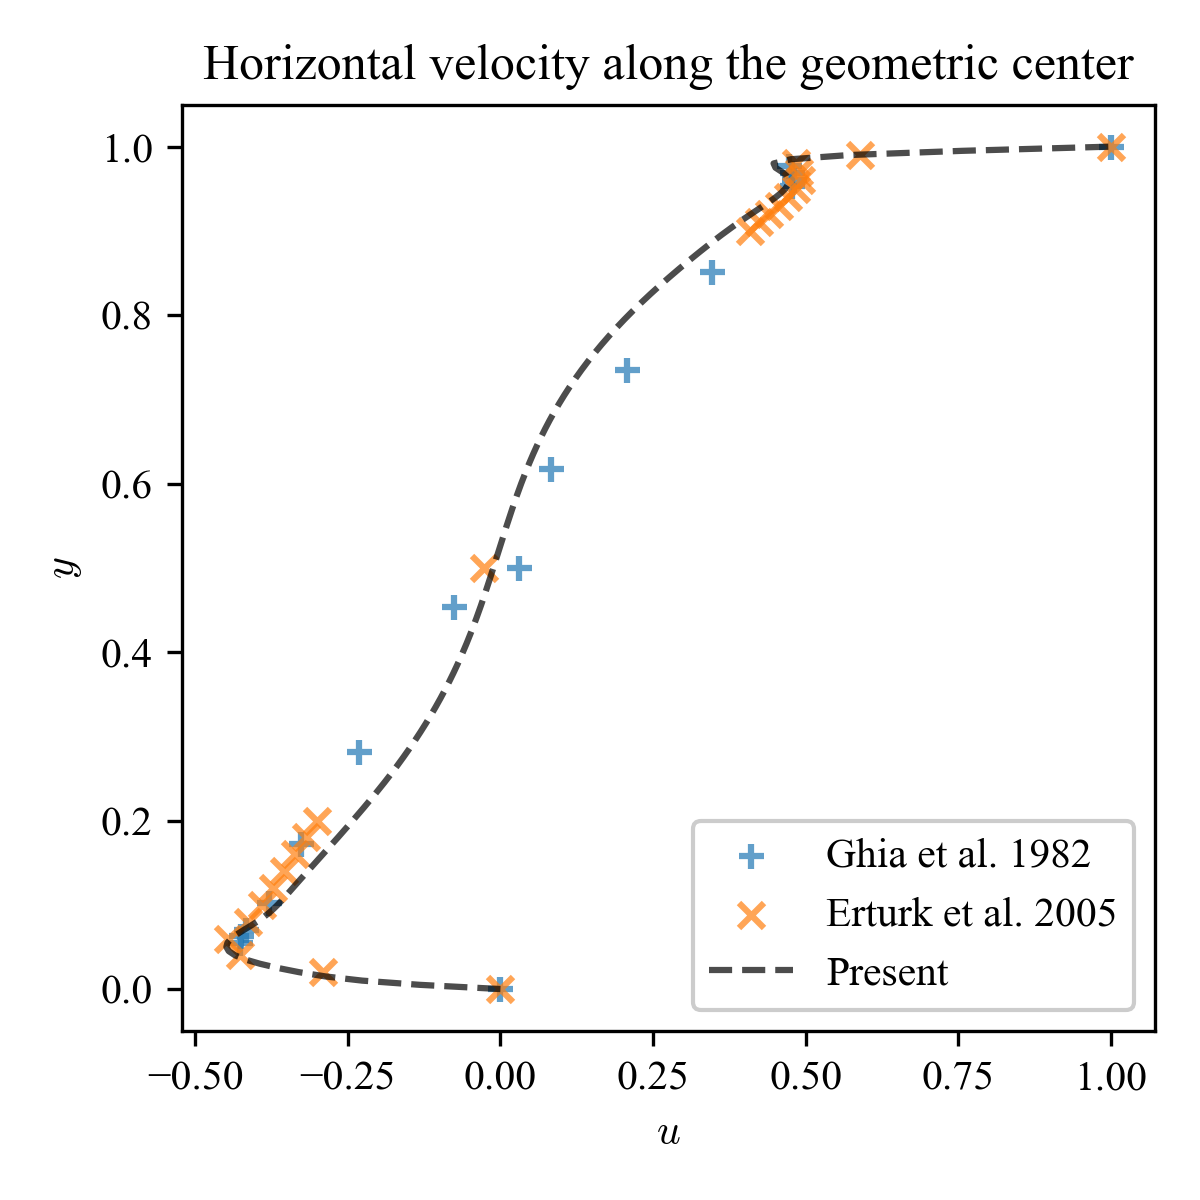 Horizontal velocity along the geometric center
1.0
0.8
0.6
0.4
0.2
0.0
y
−0.50 −0.25 0.00 0.25 0.50 0.75 1.00
u
Ghia et al. 1982
Erturk et al. 2005
Present